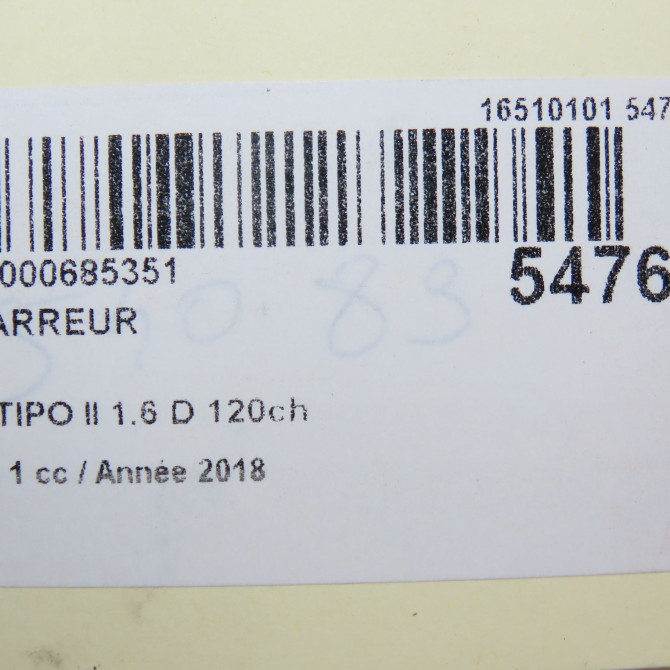 16510101 547
000685351
5476
ARREUR
TIPO II 1.6 D 120ch
1 cc / Année 2018